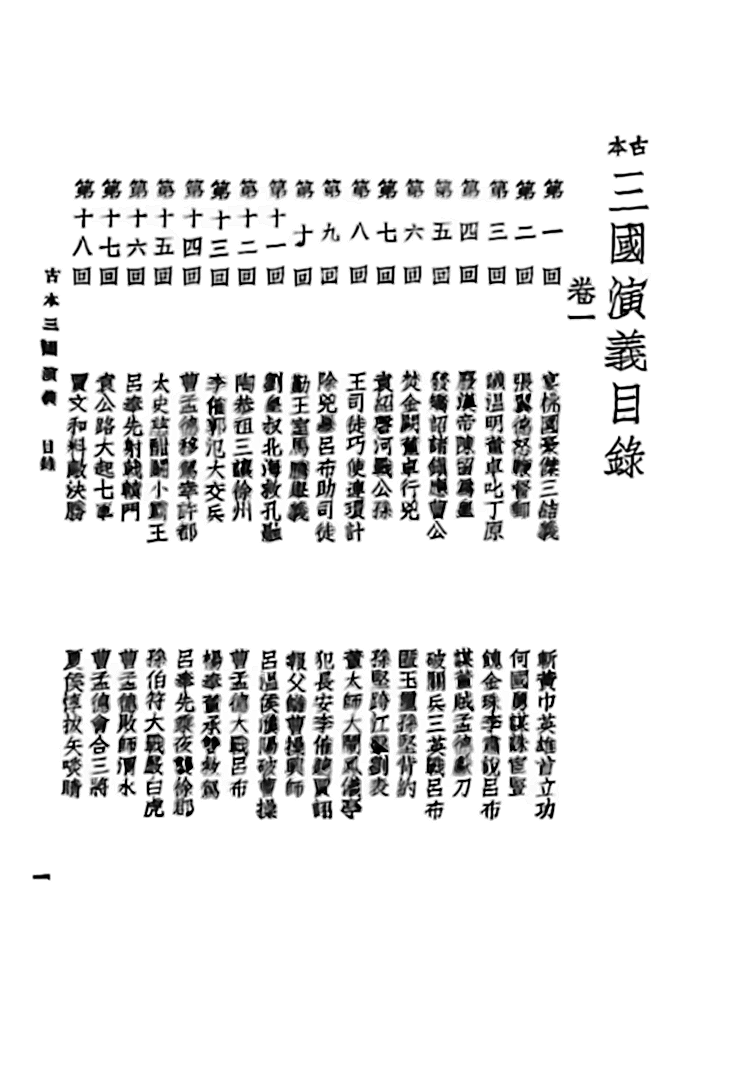 古本三國演義目錄
卷一
第一回 宴桃園豪傑三結義 斬黃巾英雄首立功
第二回 張翼德怒鞭督郵 何國舅謀誅宦豎
第三回 議溫明董卓叱丁原 餽金珠李肅說呂布
第四回 廢漢帝陳留爲皇 謀董賊孟德獻刀
第五回 發矯詔諸鎮應曹公 破關兵三英戰呂布
第六回 焚金闕董卓行兇 匿玉璽孫堅背約
第七回 袁紹磐河戰公孫 孫堅跨江擊劉表
第八回 王司徒巧使連環計 董太師大鬧鳳儀亭
第九回 除兇暴呂布助司徒 犯長安李傕聽賈詡
第十回 勤王室馬騰舉義 報父讎曹操興師
第十一回 劉皇叔北海救孔融 呂溫侯濮陽破曹操
第十二回 陶恭祖三讓徐州 曹孟德大戰呂布
第十三回 李傕郭汜大交兵 楊奉董承雙救駕
第十四回 曹孟德移駕幸許都 呂奉先乘夜襲徐郡
第十五回 太史慈酣鬬小霸王 孫伯符大戰嚴白虎
第十六回 呂奉先射戟轅門 曹孟德敗師淯水
第十七回 袁公路大起七軍 曹孟德會合三將
第十八回 賈文和料敵決勝 夏侯惇拔矢啖睛
古本三國演義 目錄
一